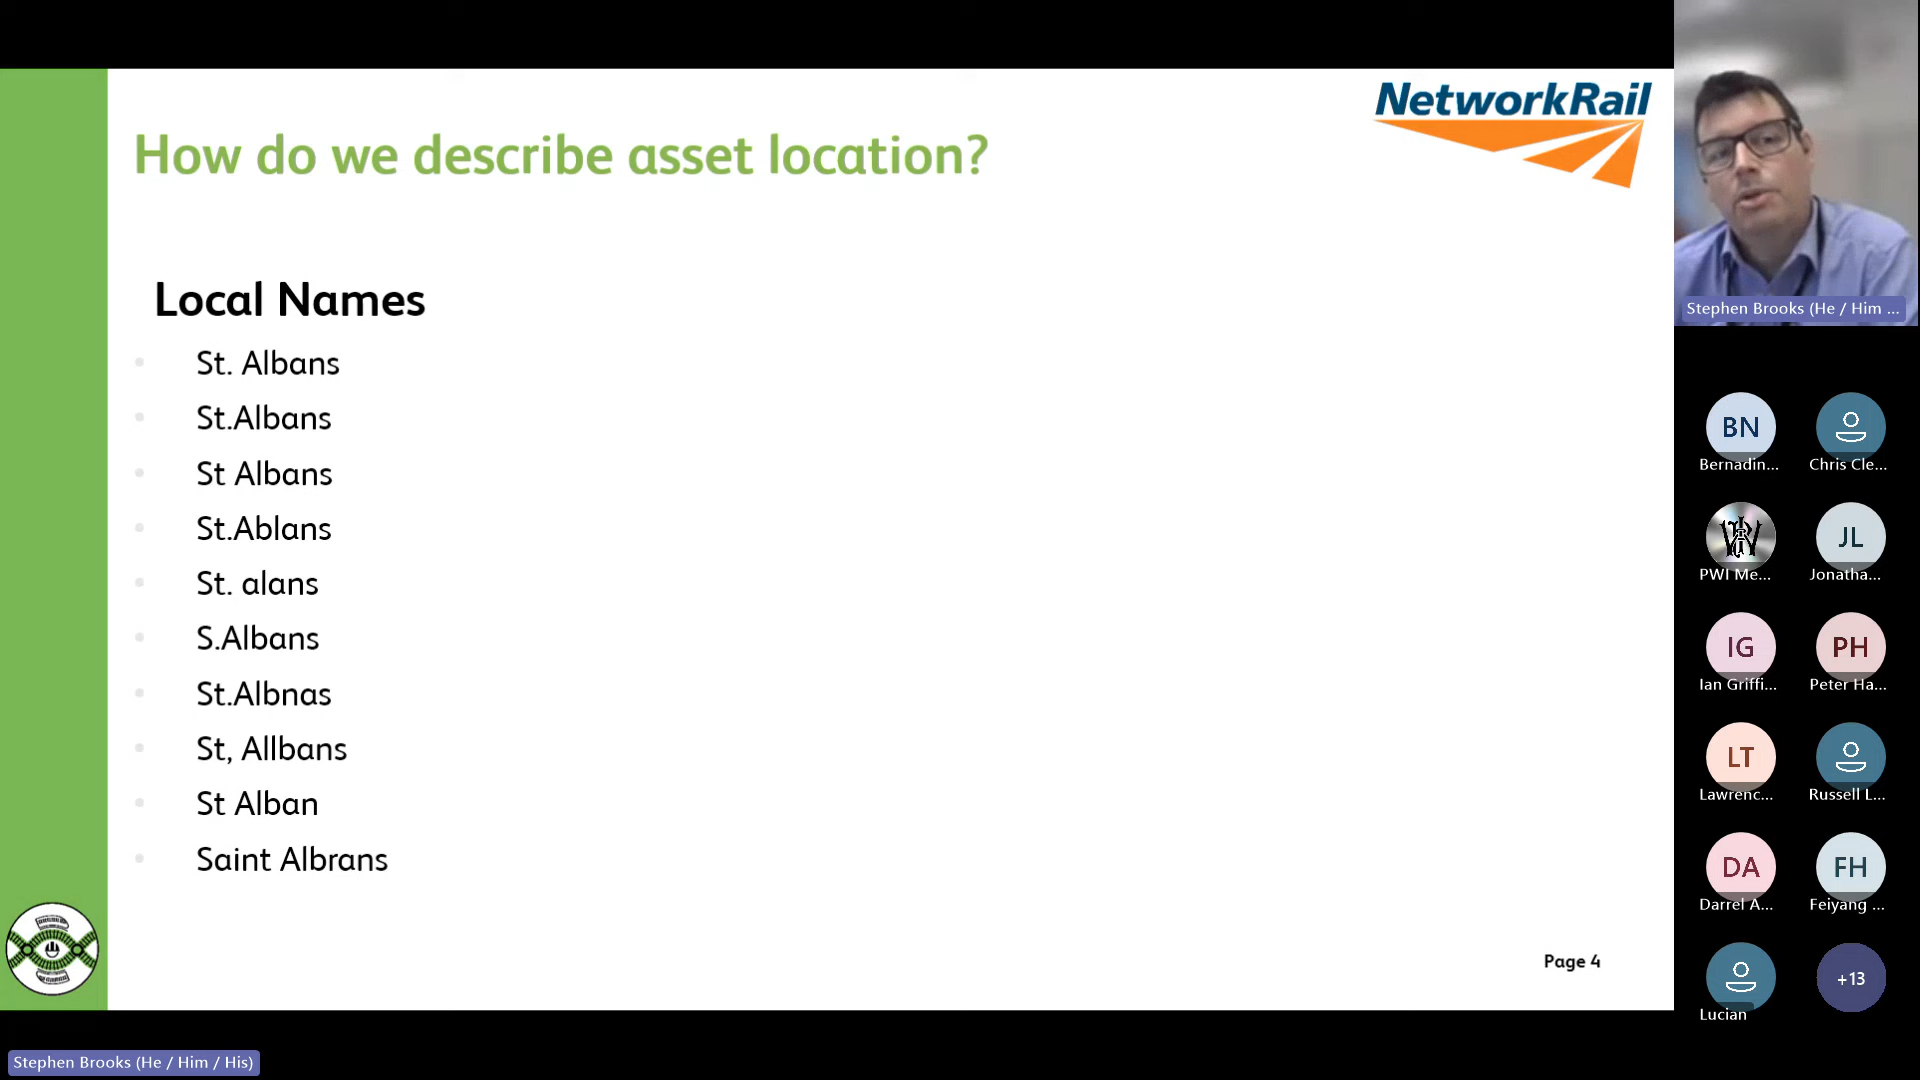 NetworkRail
How do we describe asset location?
Local Names
St. Albans
St.Albans
St Albans
St.Ablans
St. alans
S.Albans
St.Albnas
St, Allbans
St Alban
Saint Albrans
Page 4
Stephen Brooks (He / Him / His)
Stephen Brooks (He / Him ...
BN
Bernadin...
Chris Cle...
PWI Me...
JL
Jonatha...
IG
Ian Griffi...
PH
Peter Ha...
LT
Lawrenc...
Russell L...
DA
Darrel A...
FH
Feiyang ...
Lucian
+13